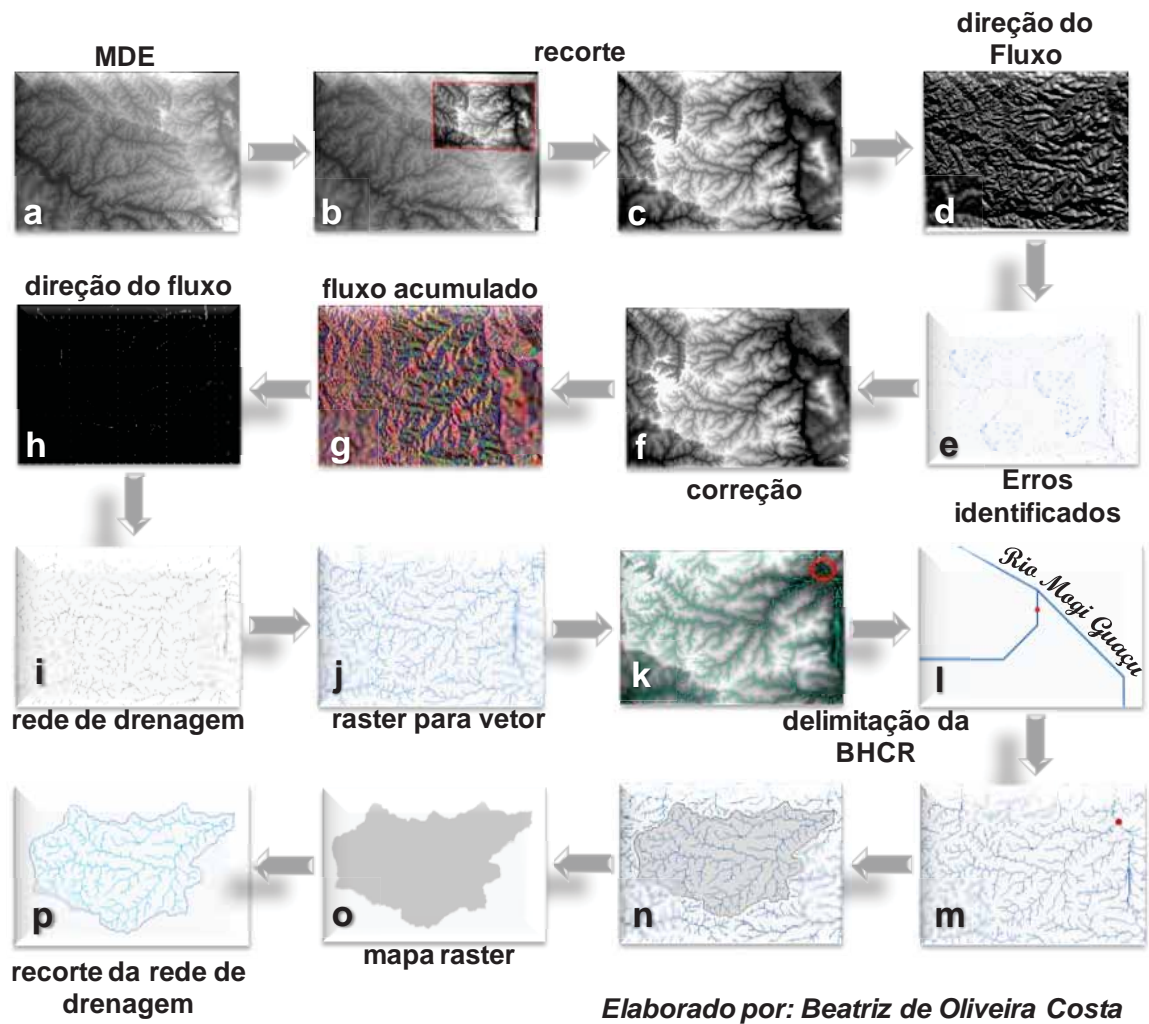 MDE
recorte
direção do
Fluxo
a
b
c
d
direção do fluxo
fluxo acumulado
h
g
f
e
correção
Erros
identificados
i
j
k
l
Rio Mogi Guaçu
rede de drenagem
raster para vetor
delimitação da
BHCR
p
o
n
m
recorte da rede de
drenagem
mapa raster
Elaborado por: Beatriz de Oliveira Costa